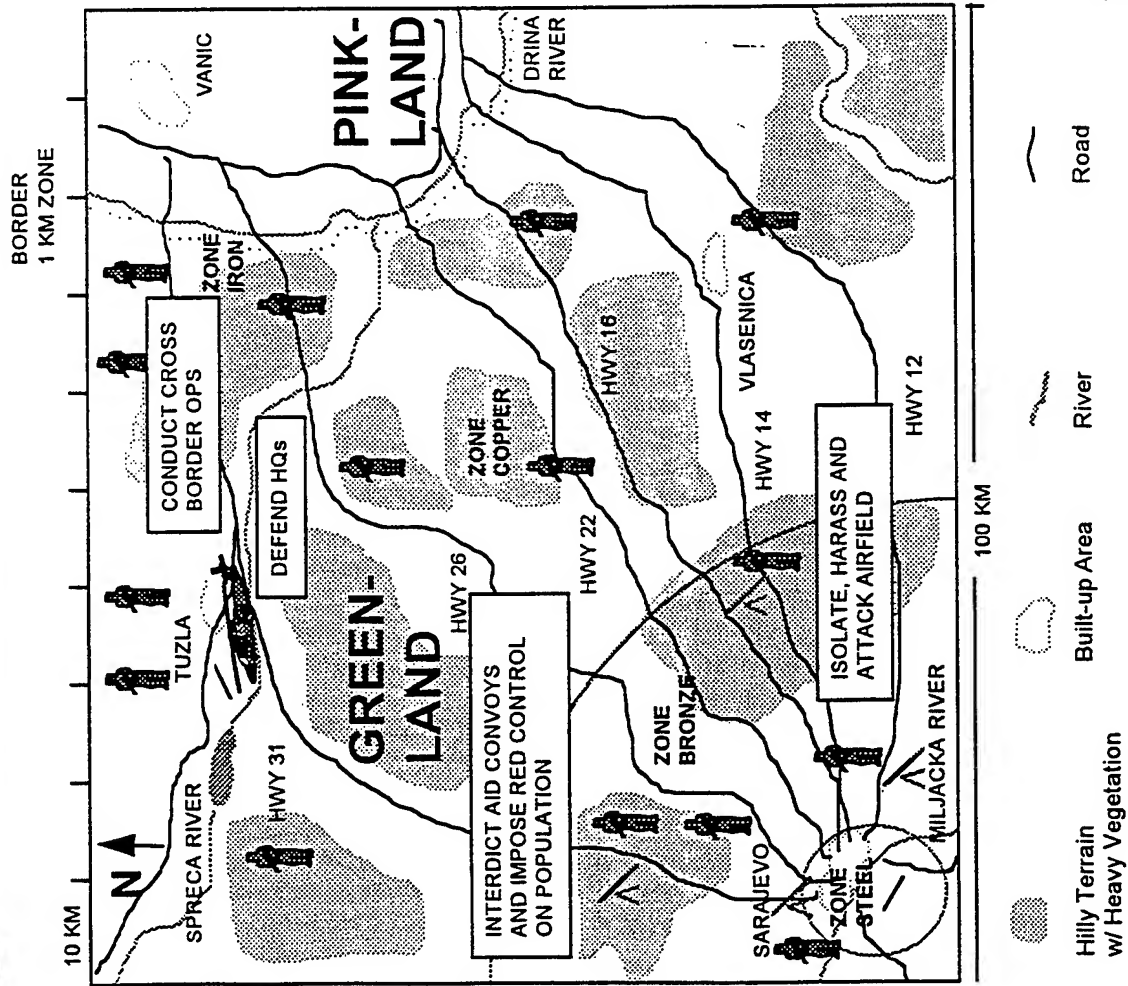 BORDER
1 KM ZONE
10 KM
N
VANIC
SPRECA RIVER
TUZLA
CONDUCT CROSS
BORDER OPS
ZONE
IRON
PINK-
LAND
HWY 31
DEFEND HQs
DRINA
RIVER
GREEN-
LAND
HWY 26
ZONE
COPPER
HWY 16
INTERDICT AID CONVOYS
AND IMPOSE RED CONTROL
ON POPULATION
HWY 22
ZONE
BRONZE
VLASENICA
HWY 14
SARAJEVO
ZONE
STEEL
ISOLATE, HARASS AND
ATTACK AIRFIELD
HWY 12
MILJACKA RIVER
100 KM
Hilly Terrain
w/ Heavy Vegetation
Built-up Area
River
Road